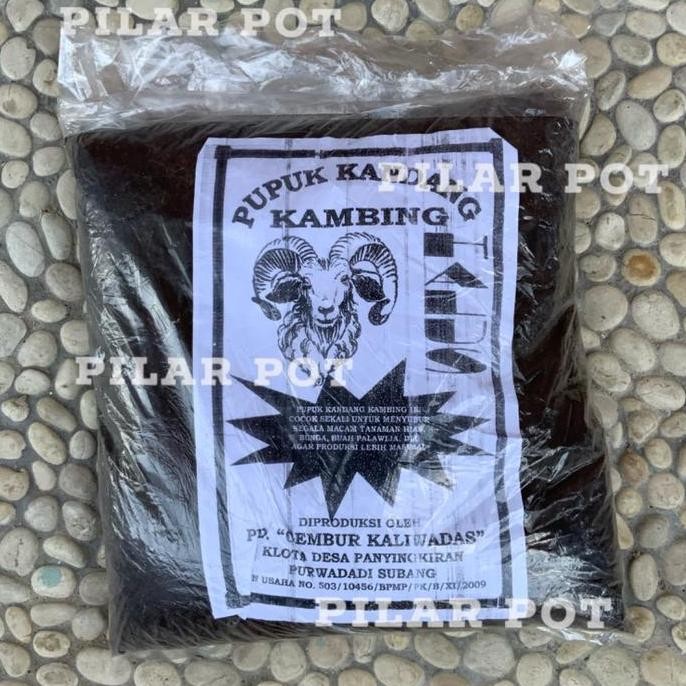 PILAR POT
PILAR POT
PUPUK KANDANG
KAMBING
PILAR POT
PUPUK KANDANG KAMBING INI
COCOK SEKALI UNTUK MENYUBUR
SEGALA MACAM TANAMAN HIAS,
BUNGA, BUAH PALAWIJA, DLL
AGAR PRODUKSI LEBIH MAKSIMAL
DIPRODUKSI OLEH
PD. "GEMBUR KALIWADAS"
DESA PANYINGKIRAN
PURWADADI SUBANG
N USAHA NO. 503/10456/BPMP/PK/B/XI/2009
PILAR POT